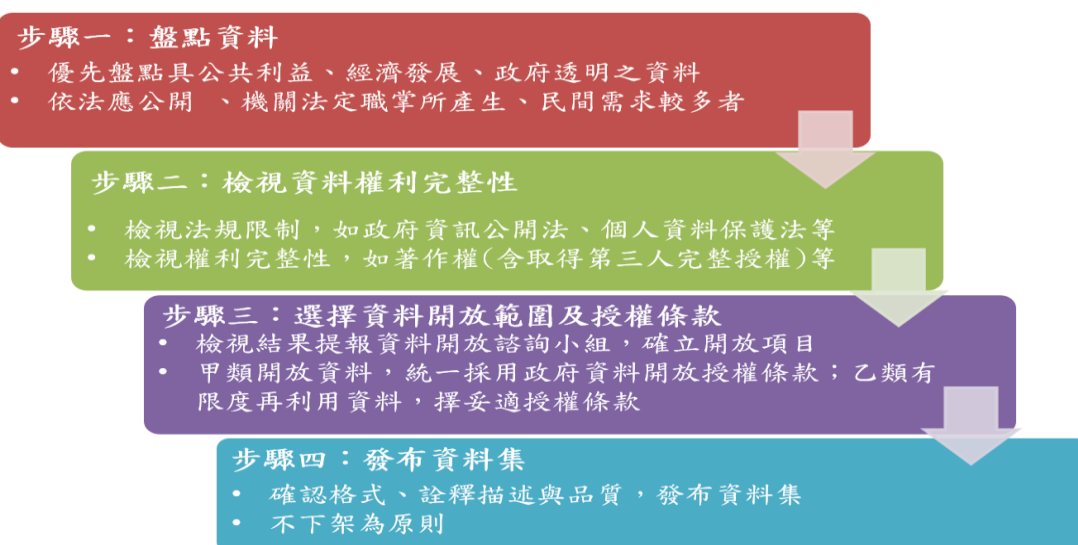 步驟一：盤點資料
• 優先盤點具公共利益、經濟發展、政府透明之資料
• 依法應公開 、機關法定職掌所產生、民間需求較多者
步驟二：檢視資料權利完整性
• 檢視法規限制，如政府資訊公開法、個人資料保護法等
• 檢視權利完整性，如著作權(含取得第三人完整授權)等
步驟三：選擇資料開放範圍及授權條款
• 檢視結果提報資料開放諮詢小組，確立開放項目
• 甲類開放資料，統一採用政府資料開放授權條款；乙類有
限度再利用資料，擇妥適授權條款
步驟四：發布資料集
• 確認格式、詮釋描述與品質，發布資料集
• 不下架為原則